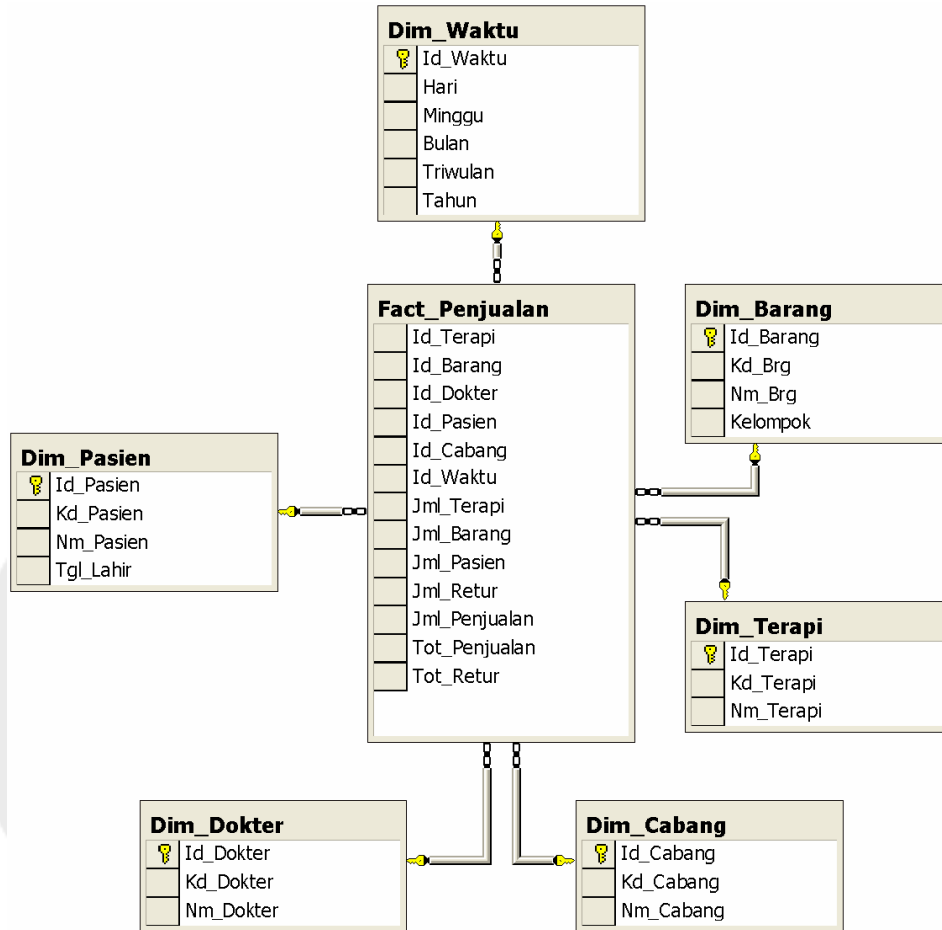 Dim_Waktu
Id_Waktu
Hari
Minggu
Bulan
Triwulan
Tahun
Fact_Penjualan
Id_Terapi
Id_Barang
Id_Dokter
Id_Pasien
Id_Cabang
Id_Waktu
Jml_Terapi
Jml_Barang
Jml_Pasien
Jml_Retur
Jml_Penjualan
Tot_Penjualan
Tot_Retur
Dim_Barang
Id_Barang
Kd_Brg
Nm_Brg
Kelompok
Dim_Pasien
Id_Pasien
Kd_Pasien
Nm_Pasien
Tgl_Lahir
Dim_Terapi
Id_Terapi
Kd_Terapi
Nm_Terapi
Dim_Dokter
Id_Dokter
Kd_Dokter
Nm_Dokter
Dim_Cabang
Id_Cabang
Kd_Cabang
Nm_Cabang